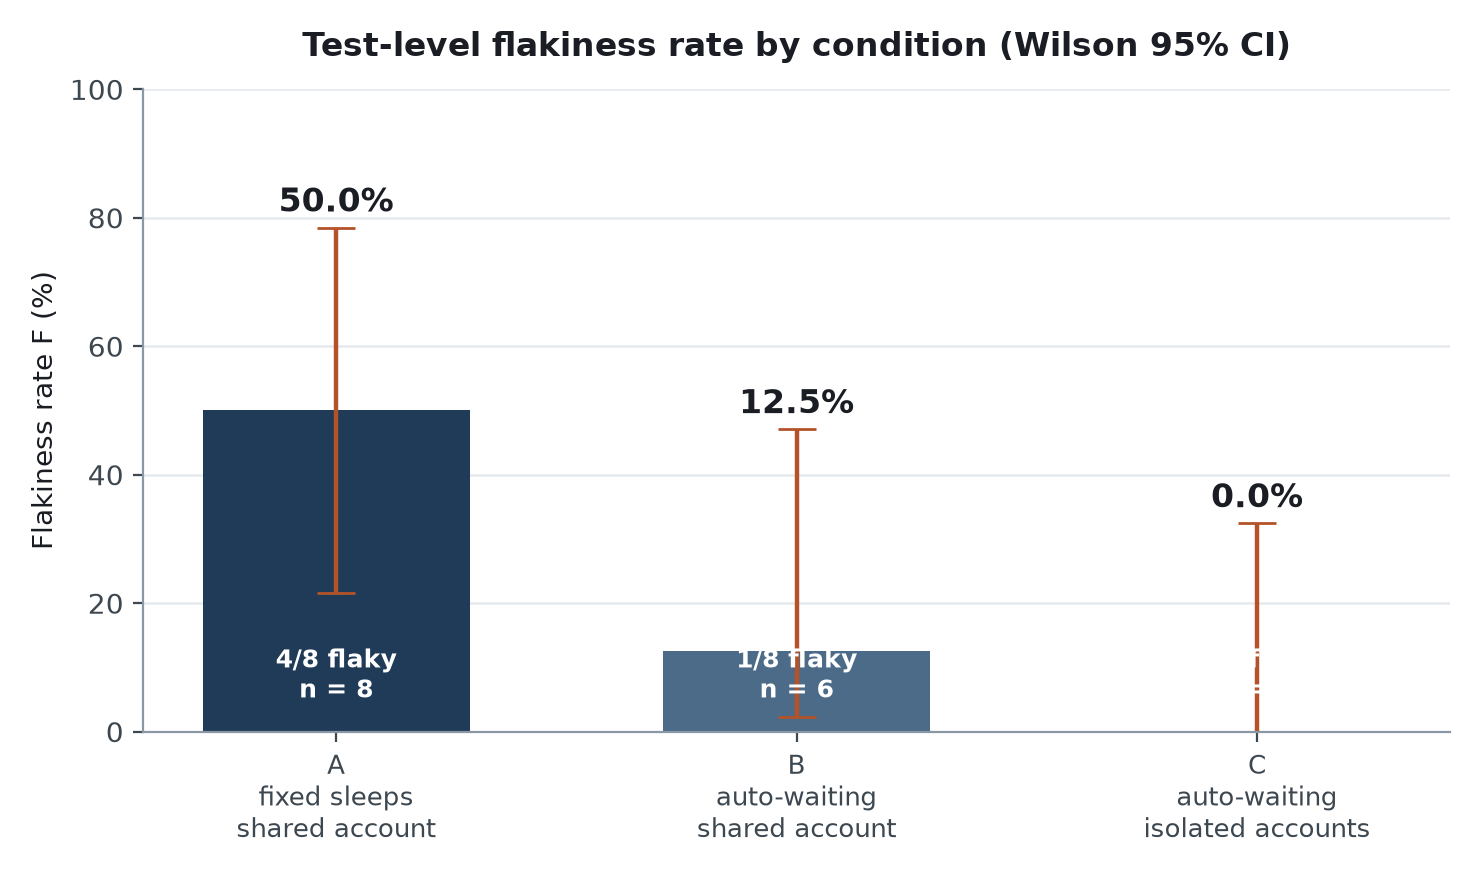 Test-level flakiness rate by condition (Wilson 95% CI)
Flakiness rate F (%)
100
80
60
40
20
0
50.0%
12.5%
0.0%
4/8 flaky
n = 8
1/8 flaky
n = 6
A
fixed sleeps
shared account
B
auto-waiting
shared account
C
auto-waiting
isolated accounts